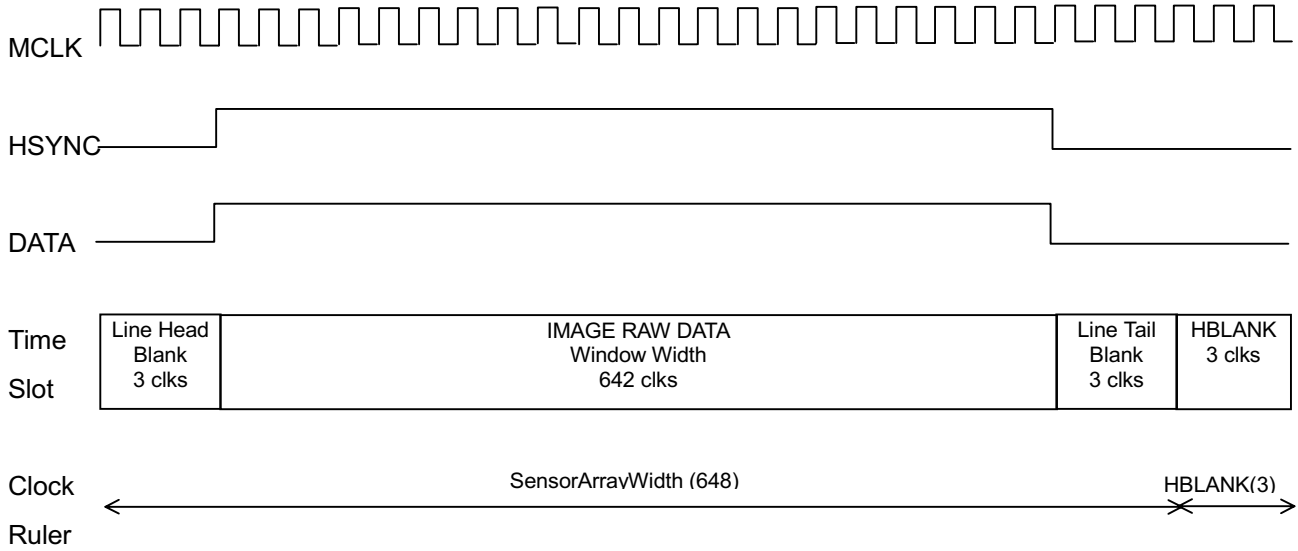 MCLK
HSYNC
DATA
Time
Slot
Line Head
Blank
3 clks
IMAGE RAW DATA
Window Width
642 clks
Line Tail
Blank
3 clks
HBLANK
3 clks
Clock
Ruler
SensorArrayWidth (648)
HBLANK(3)